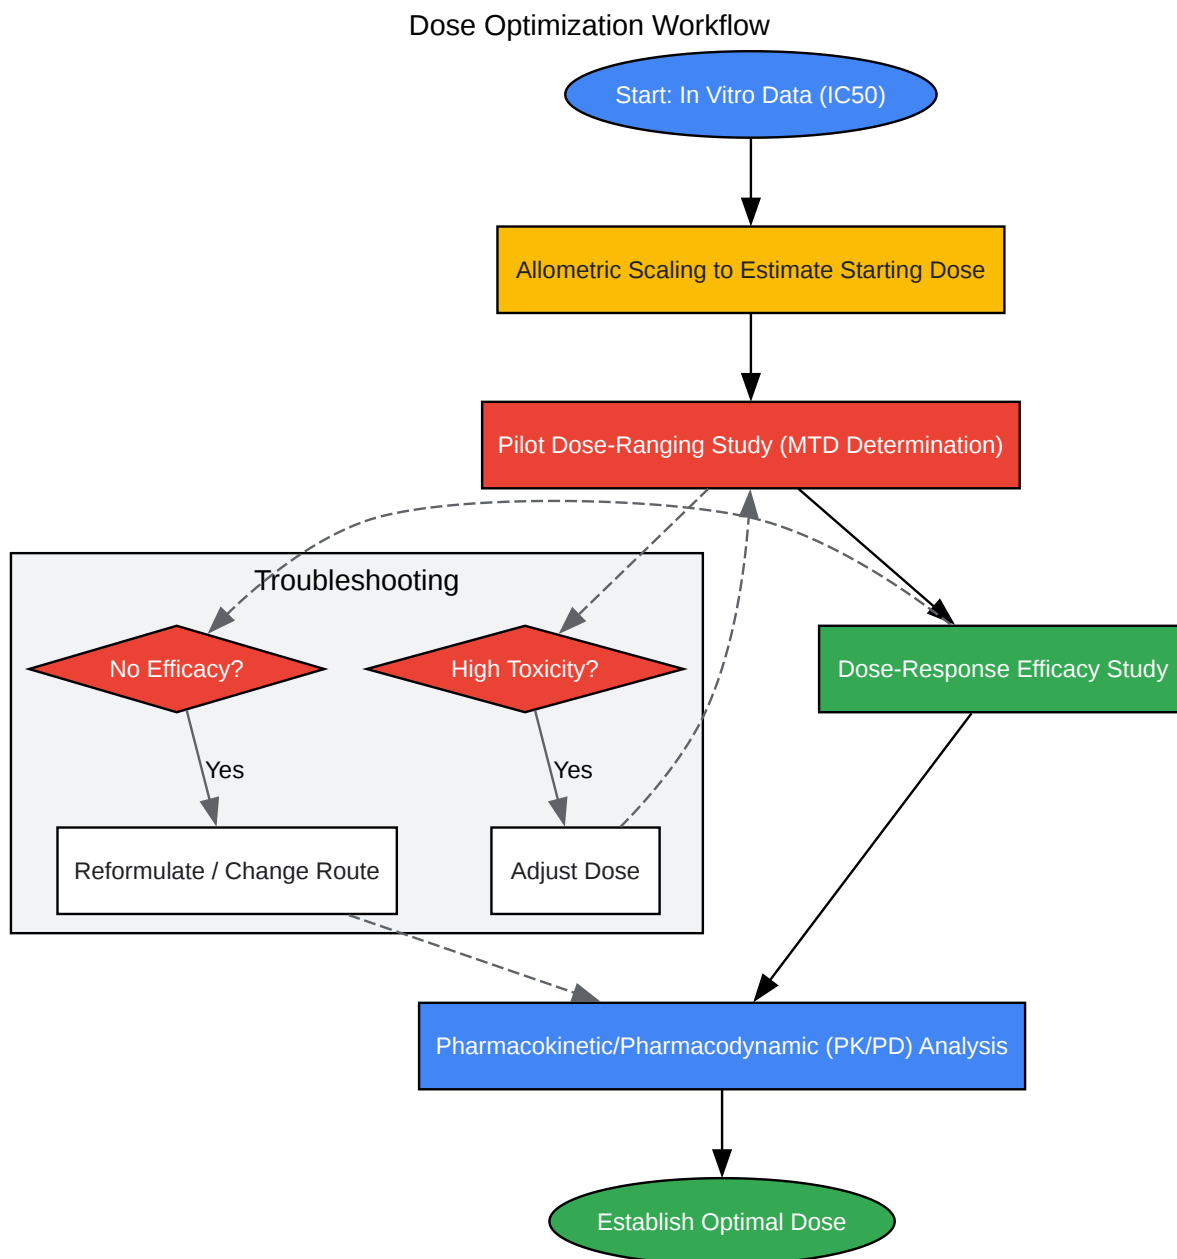 Dose Optimization Workflow
Start: In Vitro Data (IC50)
Allometric Scaling to Estimate Starting Dose
Pilot Dose-Ranging Study (MTD Determination)
Troubleshooting
No Efficacy?
High Toxicity?
Dose-Response Efficacy Study
Yes
Yes
Reformulate / Change Route
Adjust Dose
Pharmacokinetic/Pharmacodynamic (PK/PD) Analysis
Establish Optimal Dose